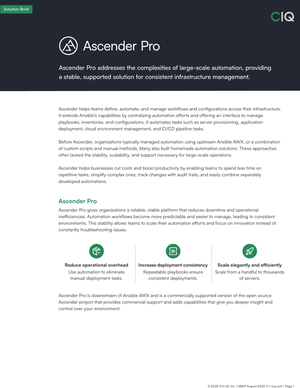 Solution Brief
CIQ
Ascender Pro
Ascender Pro addresses the complexities of large-scale automation, providing
a stable, supported solution for consistent infrastructure management.
Ascender helps teams define, automate, and manage workflows and configurations across their infrastructure.
It extends Ansible's capabilities by centralizing automation efforts and offering an interface to manage
playbooks, inventories, and configurations. It automates tasks such as server provisioning, application
deployment, cloud environment management, and CI/CD pipeline tasks.
Before Ascender, organizations typically managed automation using upstream Ansible AWX, or a combination
of custom scripts and manual methods. Many also built homemade automation solutions. These approaches
often lacked the stability, scalability, and support necessary for large-scale operations.
Ascender helps businesses cut costs and boost productivity by enabling teams to spend less time on
repetitive tasks, simplify complex ones, track changes with audit trails, and easily combine separately
developed automations.
Ascender Pro
Ascender Pro gives organizations a reliable, stable platform that reduces downtime and operational
inefficiencies. Automation workflows become more predictable and easier to manage, leading to consistent
environments. This stability allows teams to scale their automation efforts and focus on innovation instead of
constantly troubleshooting issues.
Reduce operational overhead
Use automation to eliminate
manual deployment tasks.
Increase deployment consistency
Repeatable playbooks ensure
consistent deployments.
Scale elegantly and efficiently
Scale from a handful to thousands
of servers.
Ascender Pro is downstream of Ansible AWX and is a commercially supported version of the open source
Ascender project that provides commercial support and adds capabilities that give you deeper insight and
control over your environment.